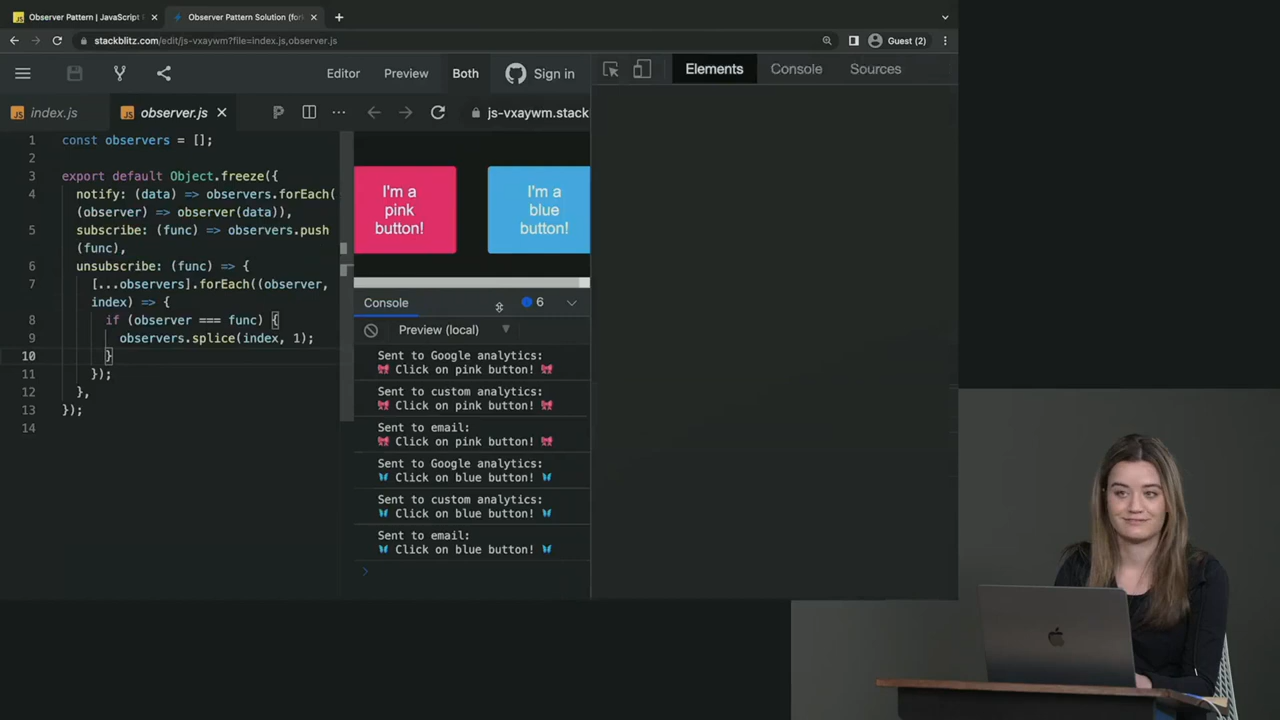 Observer Pattern | JavaScript
Observer Pattern Solution (for
stackblitz.com/edit/js-vxaywm?file=index.js,observer.js
Guest (2)
Editor Preview Both Sign in
Elements Console Sources
JS index.js JS observer.js
js-vxaywm.stack
1 const observers = [];
2
3 export default Object.freeze({
4 notify: (data) => observers.forEach(
(observer) => observer(data)),
5 subscribe: (func) => observers.push
(func),
6 unsubscribe: (func) => {
7 [...observers].forEach((observer,
index) => {
8 if (observer === func) {
9 observers.splice(index, 1);
10 }
11 });
12 },
13 });
14
I'm a
pink
button!
I'm a
blue
button!
Console 6
Preview (local)
Sent to Google analytics:
🎀 Click on pink button! 🎀
Sent to custom analytics:
🎀 Click on pink button! 🎀
Sent to email:
🎀 Click on pink button! 🎀
Sent to Google analytics:
🦋 Click on blue button! 🦋
Sent to custom analytics:
🦋 Click on blue button! 🦋
Sent to email:
🦋 Click on blue button! 🦋